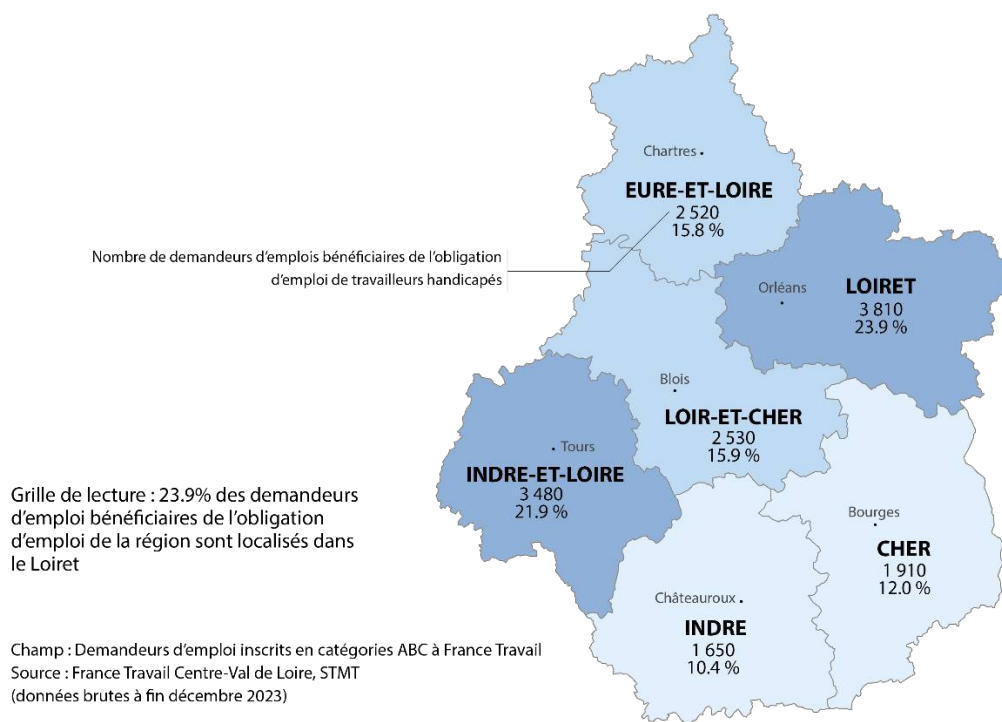 Chartres
EURE-ET-LOIRE
2 520
15.8 %
Nombre de demandeurs d'emplois bénéficiaires de l'obligation
d'emploi de travailleurs handicapés
Orléans
LOIRET
3 810
23.9 %
Blois
LOIR-ET-CHER
2 530
15.9 %
Tours
INDRE-ET-LOIRE
3 480
21.9 %
Grille de lecture : 23.9% des demandeurs
d'emploi bénéficiaires de l'obligation
d'emploi de la région sont localisés dans
le Loiret
Bourges
CHER
1 910
12.0 %
Châteauroux
INDRE
1 650
10.4 %
Champ : Demandeurs d'emploi inscrits en catégories ABC à France Travail
Source : France Travail Centre-Val de Loire, STMT
(données brutes à fin décembre 2023)